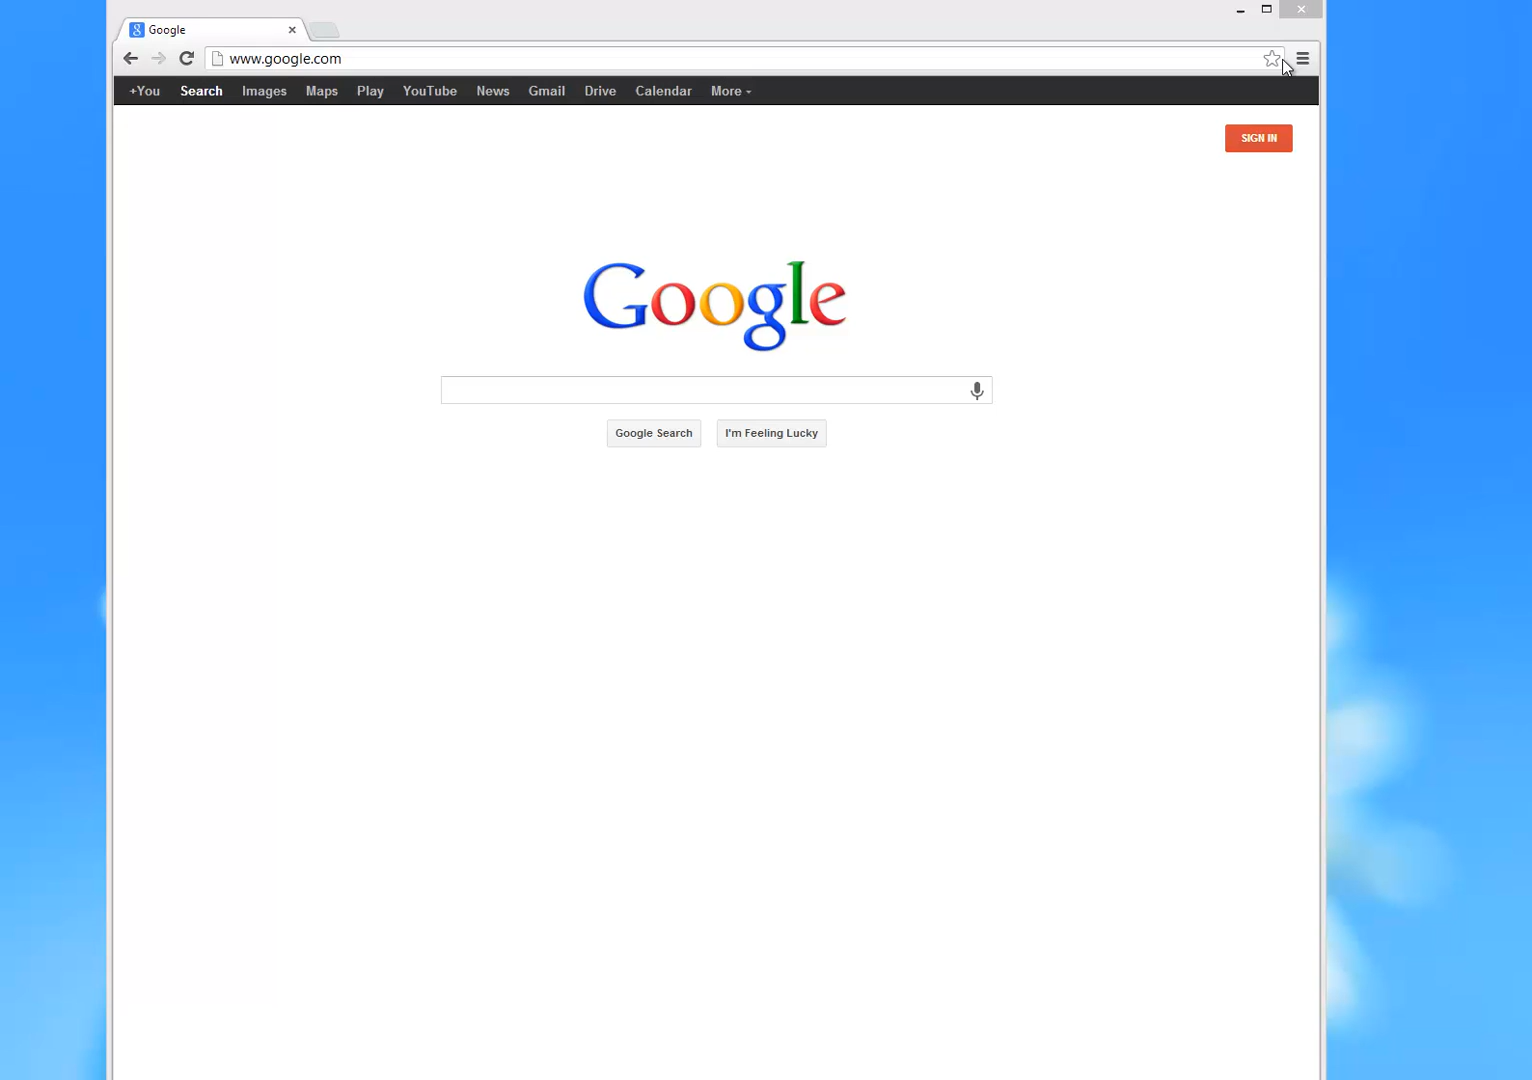 Google
www.google.com
+You Search Images Maps Play YouTube News Gmail Drive Calendar More
SIGN IN
Google
Google Search I'm Feeling Lucky